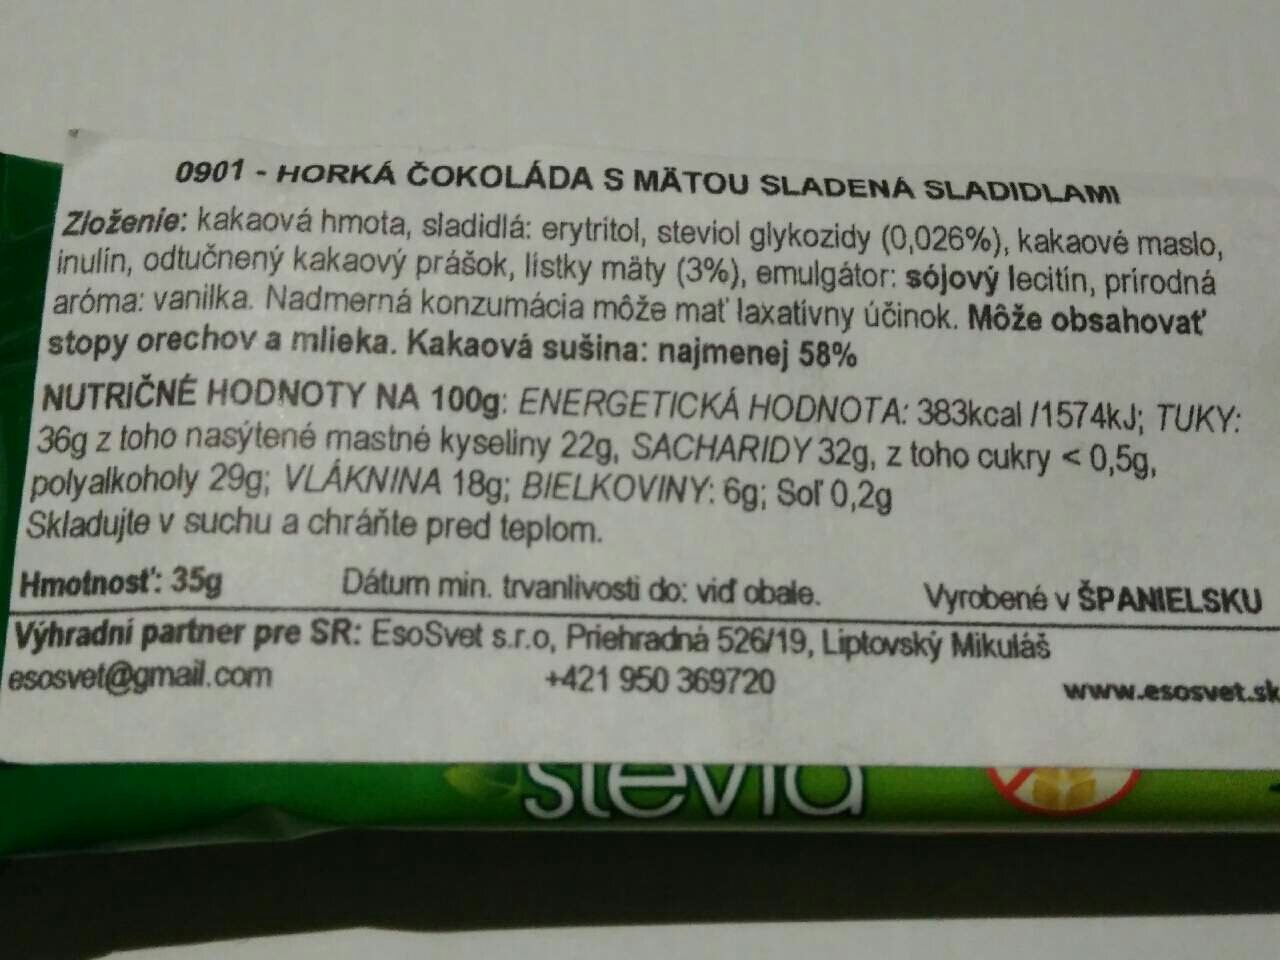 0901 - HORKÁ ČOKOLÁDA S MÄTOU SLADENÁ SLADIDLAMI
Zloženie: kakaová hmota, sladidlá: erytritol, steviol glykozidy (0,026%), kakaové maslo,
inulín, odtučnený kakaový prášok, lístky mäty (3%), emulgátor: sójový lecitín, prírodná
aróma: vanilka. Nadmerná konzumácia môže mať laxatívny účinok. Môže obsahovať
stopy orechov a mlieka. Kakaová sušina: najmenej 58%
NUTRIČNÉ HODNOTY NA 100g: ENERGETICKÁ HODNOTA: 383kcal /1574kJ; TUKY:
36g z toho nasýtené mastné kyseliny 22g, SACHARIDY 32g, z toho cukry < 0,5g,
polyalkoholy 29g; VLÁKNINA 18g; BIELKOVINY: 6g; Soľ 0,2g
Skladujte v suchu a chráňte pred teplom.
Hmotnosť: 35g Dátum min. trvanlivosti do: viď obale. Vyrobené v ŠPANIELSKU
Výhradní partner pre SR: EsoSvet s.r.o, Priehradná 526/19, Liptovský Mikuláš
esosvet@gmail.com +421 950 369720 www.esosvet.sk
stevia